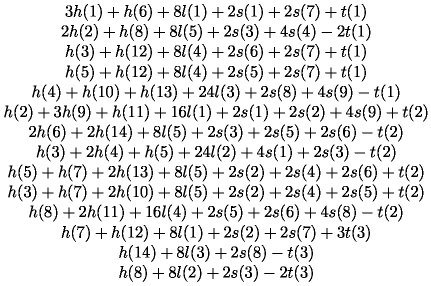 3h(1) + h(6) + 8l(1) + 2s(1) + 2s(7) + t(1)
2h(2) + h(8) + 8l(5) + 2s(3) + 4s(4) − 2t(1)
h(3) + h(12) + 8l(4) + 2s(6) + 2s(7) + t(1)
h(5) + h(12) + 8l(4) + 2s(5) + 2s(7) + t(1)
h(4) + h(10) + h(13) + 24l(3) + 2s(8) + 4s(9) − t(1)
h(2) + 3h(9) + h(11) + 16l(1) + 2s(1) + 2s(2) + 4s(9) + t(2)
2h(6) + 2h(14) + 8l(5) + 2s(3) + 2s(5) + 2s(6) − t(2)
h(3) + 2h(4) + h(5) + 24l(2) + 4s(1) + 2s(3) − t(2)
h(5) + h(7) + 2h(13) + 8l(5) + 2s(2) + 2s(4) + 2s(6) + t(2)
h(3) + h(7) + 2h(10) + 8l(5) + 2s(2) + 2s(4) + 2s(5) + t(2)
h(8) + 2h(11) + 16l(4) + 2s(5) + 2s(6) + 4s(8) − t(2)
h(7) + h(12) + 8l(1) + 2s(2) + 2s(7) + 3t(3)
h(14) + 8l(3) + 2s(8) − t(3)
h(8) + 8l(2) + 2s(3) − 2t(3)